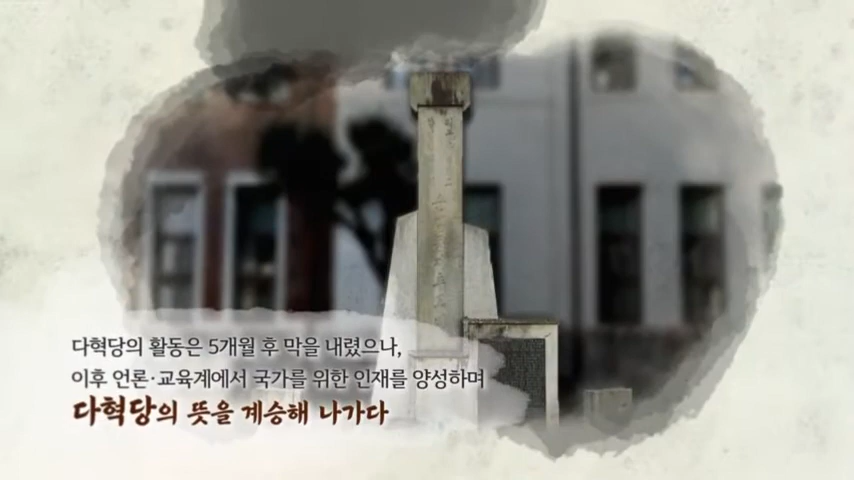 다혁당의 활동은 5개월 후 막을 내렸으나,
이후 언론·교육계에서 국가를 위한 인재를 양성하며
다혁당의 뜻을 계승해 나가다